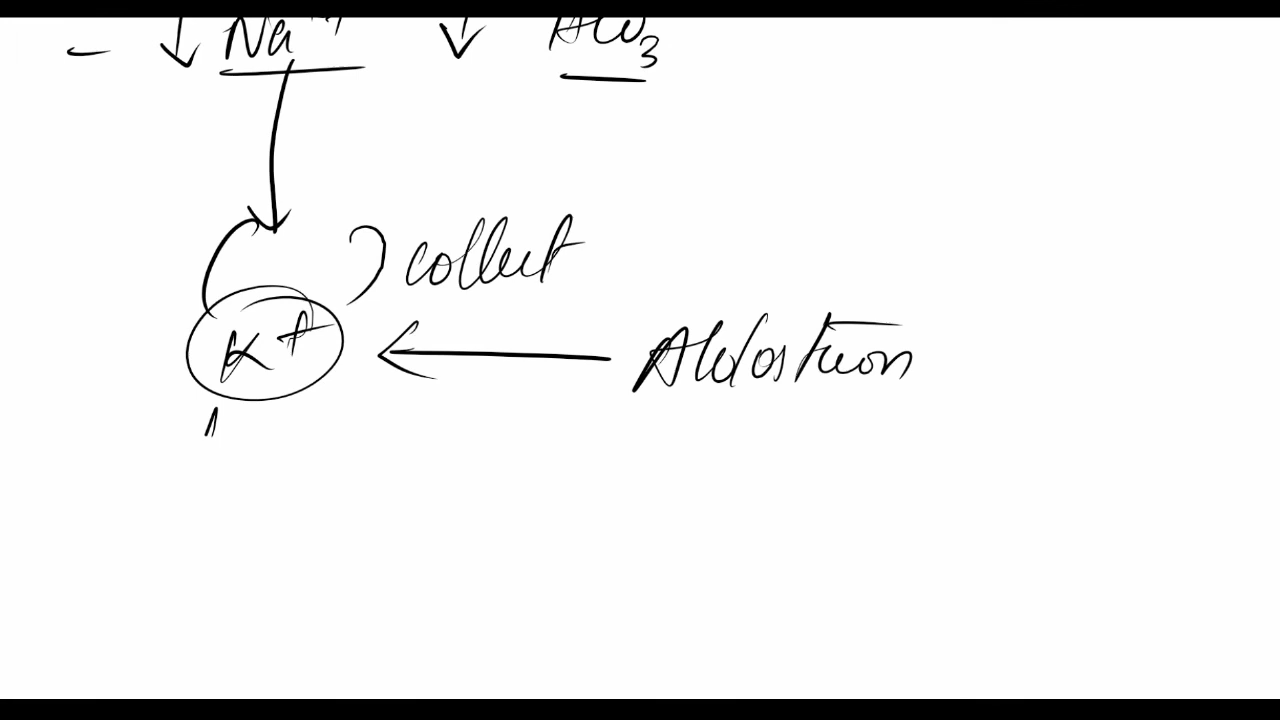 - ↓ Na⁺ ↓ HCO3
collect
K+ ← Aldosteron